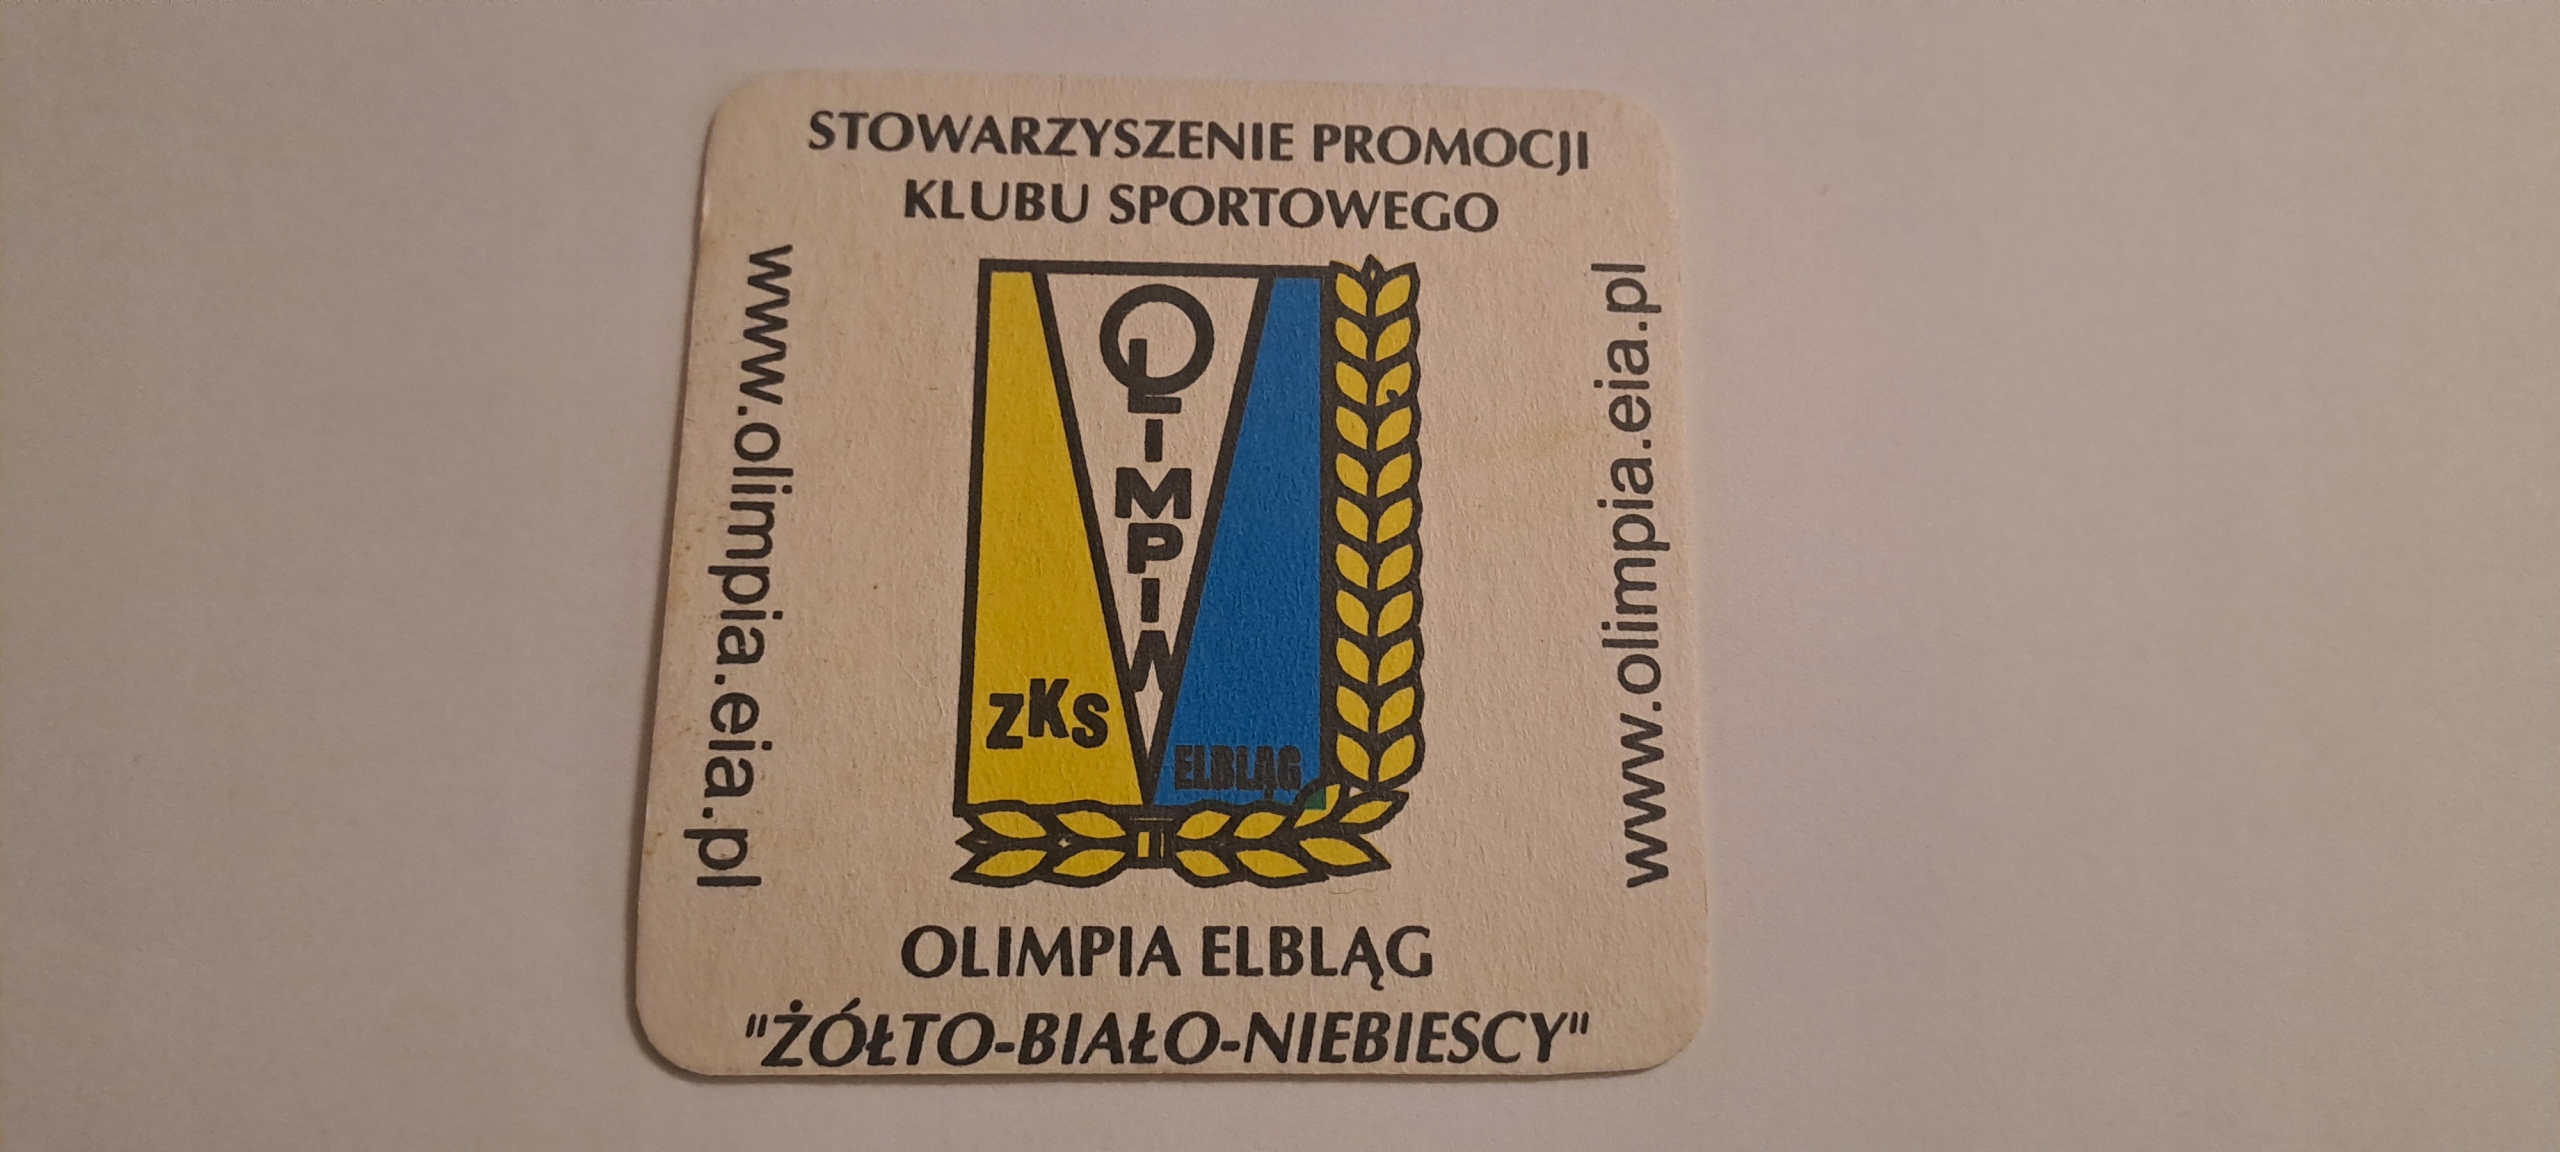 STOWARZYSZENIE PROMOCJI
KLUBU SPORTOWEGO
www.olimpia.eia.pl
OLIMPIA
ZKS
ELBLĄG
www.olimpia.eia.pl
OLIMPIA ELBLĄG
"ŻÓŁTO-BIAŁO-NIEBIESCY"